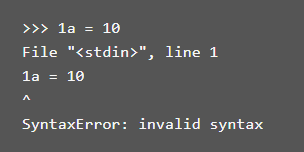 >>> 1a = 10
File "<stdin>", line 1
1a = 10
^
SyntaxError: invalid syntax